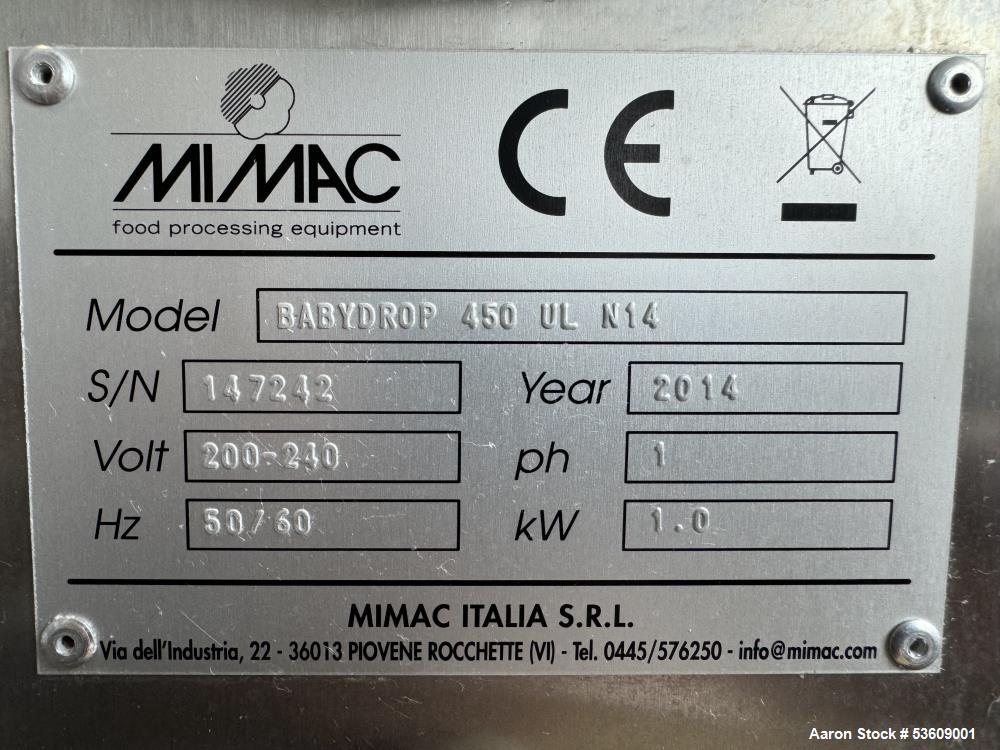 MIMAC
food processing equipment
CE
Model BABYDROP 450 UL N14
S/N 147242 Year 2014
Volt 200-240 ph 1
Hz 50/60 kW 1.0
MIMAC ITALIA S.R.L.
Via dell'Industria, 22 - 36013 PIOVENE ROCCHETTE (VI) - Tel. 0445/576250 - info@mimac.com
Aaron Stock # 53609001